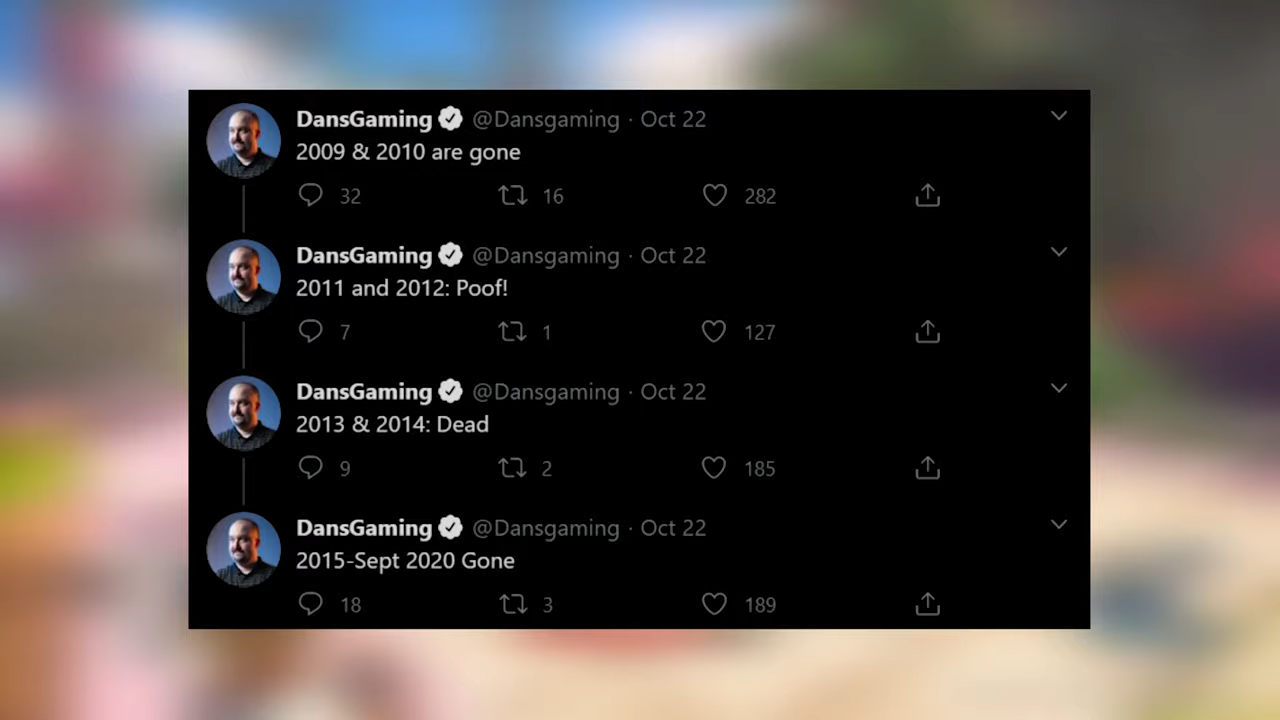 DansGaming @Dansgaming · Oct 22
2009 & 2010 are gone
32 16 282
DansGaming @Dansgaming · Oct 22
2011 and 2012: Poof!
7 1 127
DansGaming @Dansgaming · Oct 22
2013 & 2014: Dead
9 2 185
DansGaming @Dansgaming · Oct 22
2015-Sept 2020 Gone
18 3 189